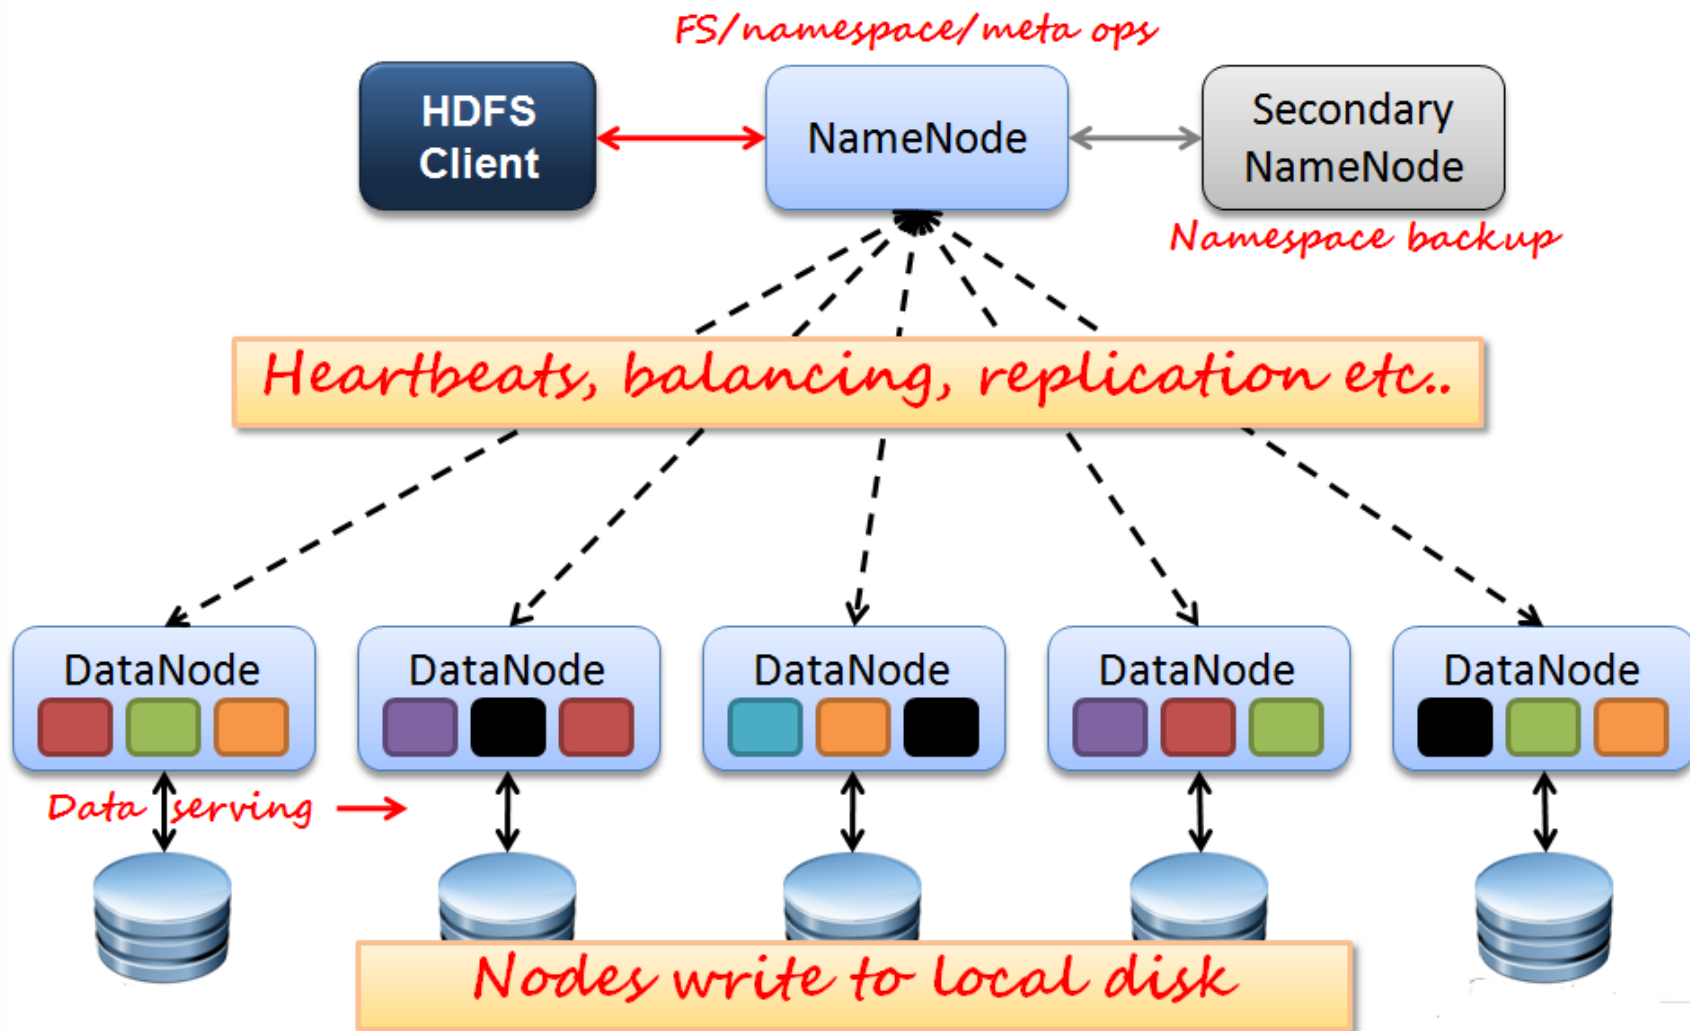 FS/namespace/meta ops
HDFS
Client
NameNode
Secondary
NameNode
Namespace backup
Heartbeats, balancing, replication etc..
DataNode
DataNode
DataNode
DataNode
DataNode
Data serving
Nodes write to local disk